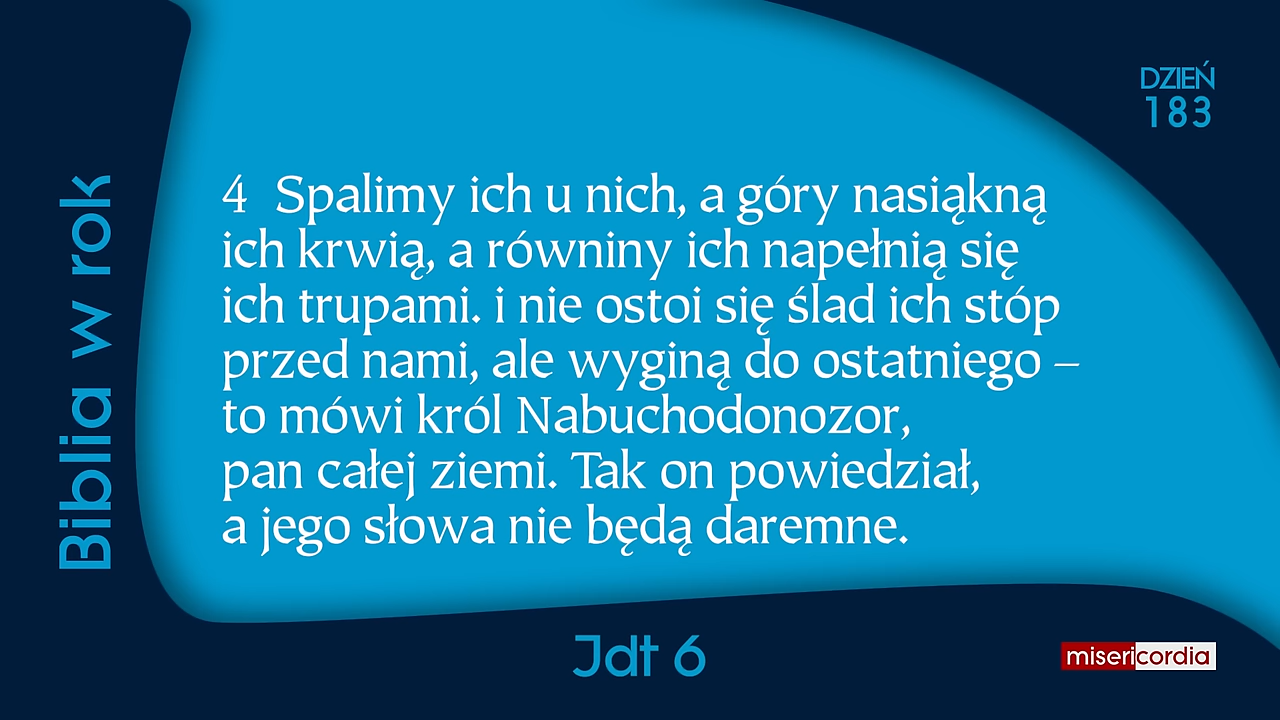 DZIEŃ
183
Biblia w rok
4 Spalimy ich u nich, a góry nasiąkną
ich krwią, a równiny ich napełnią się
ich trupami. i nie ostoi się ślad ich stóp
przed nami, ale wyginą do ostatniego –
to mówi król Nabuchodonozor,
pan całej ziemi. Tak on powiedział,
a jego słowa nie będą daremne.
Jdt 6
misericordia